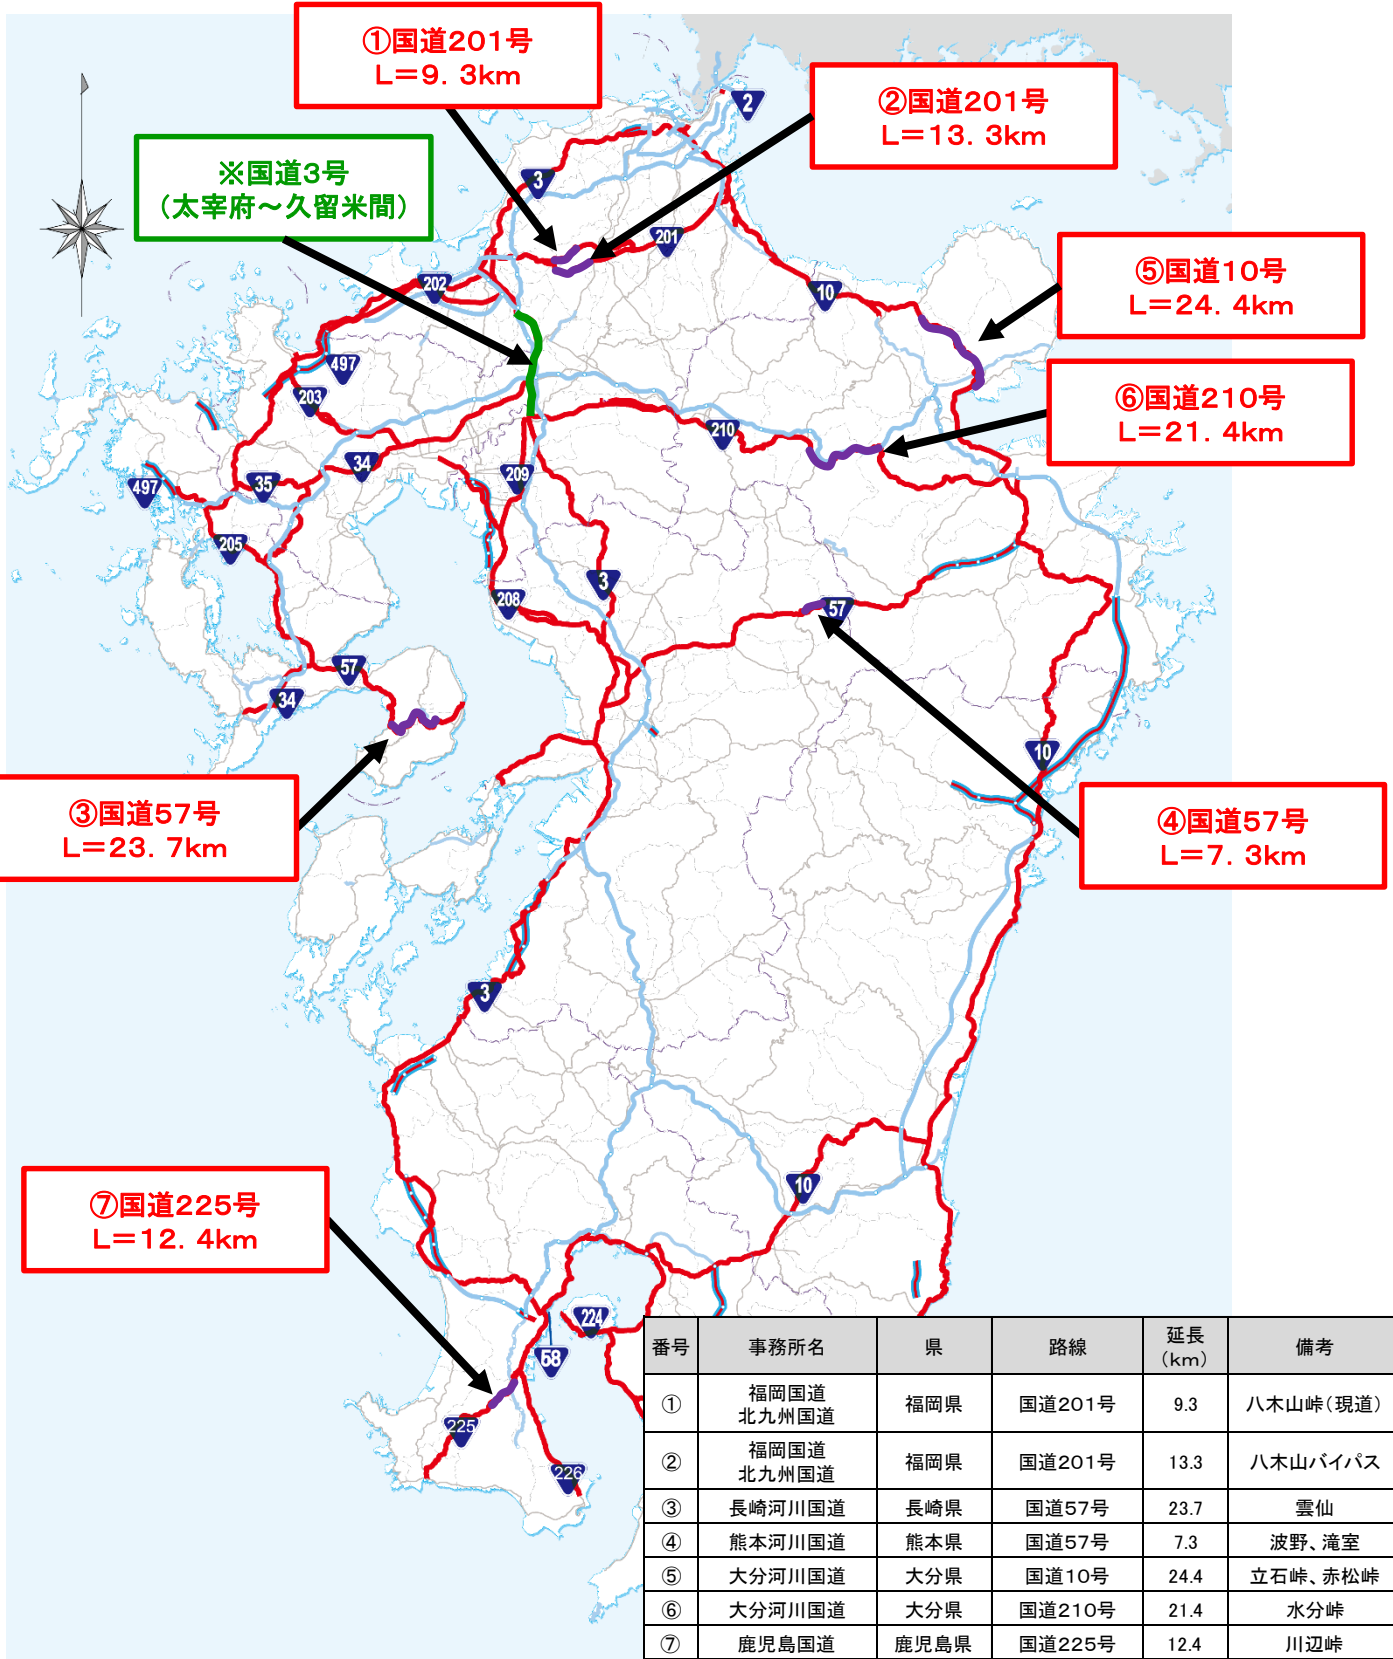 ①国道201号
L=9.3km
②国道201号
L=13.3km
※国道3号
(太宰府～久留米間)
⑤国道10号
L=24.4km
⑥国道210号
L=21.4km
③国道57号
L=23.7km
④国道57号
L=7.3km
⑦国道225号
L=12.4km
2
3
201
202
10
497
203
210
34
209
35
497
205
3
208
57
57
34
10
3
10
224
58
225
226
番号 事務所名 県 路線 延長(km) 備考
① 福岡国道 北九州国道 福岡県 国道201号 9.3 八木山峠(現道)
② 福岡国道 北九州国道 福岡県 国道201号 13.3 八木山バイパス
③ 長崎河川国道 長崎県 国道57号 23.7 雲仙
④ 熊本河川国道 熊本県 国道57号 7.3 波野、滝室
⑤ 大分河川国道 大分県 国道10号 24.4 立石峠、赤松峠
⑥ 大分河川国道 大分県 国道210号 21.4 水分峠
⑦ 鹿児島国道 鹿児島県 国道225号 12.4 川辺峠